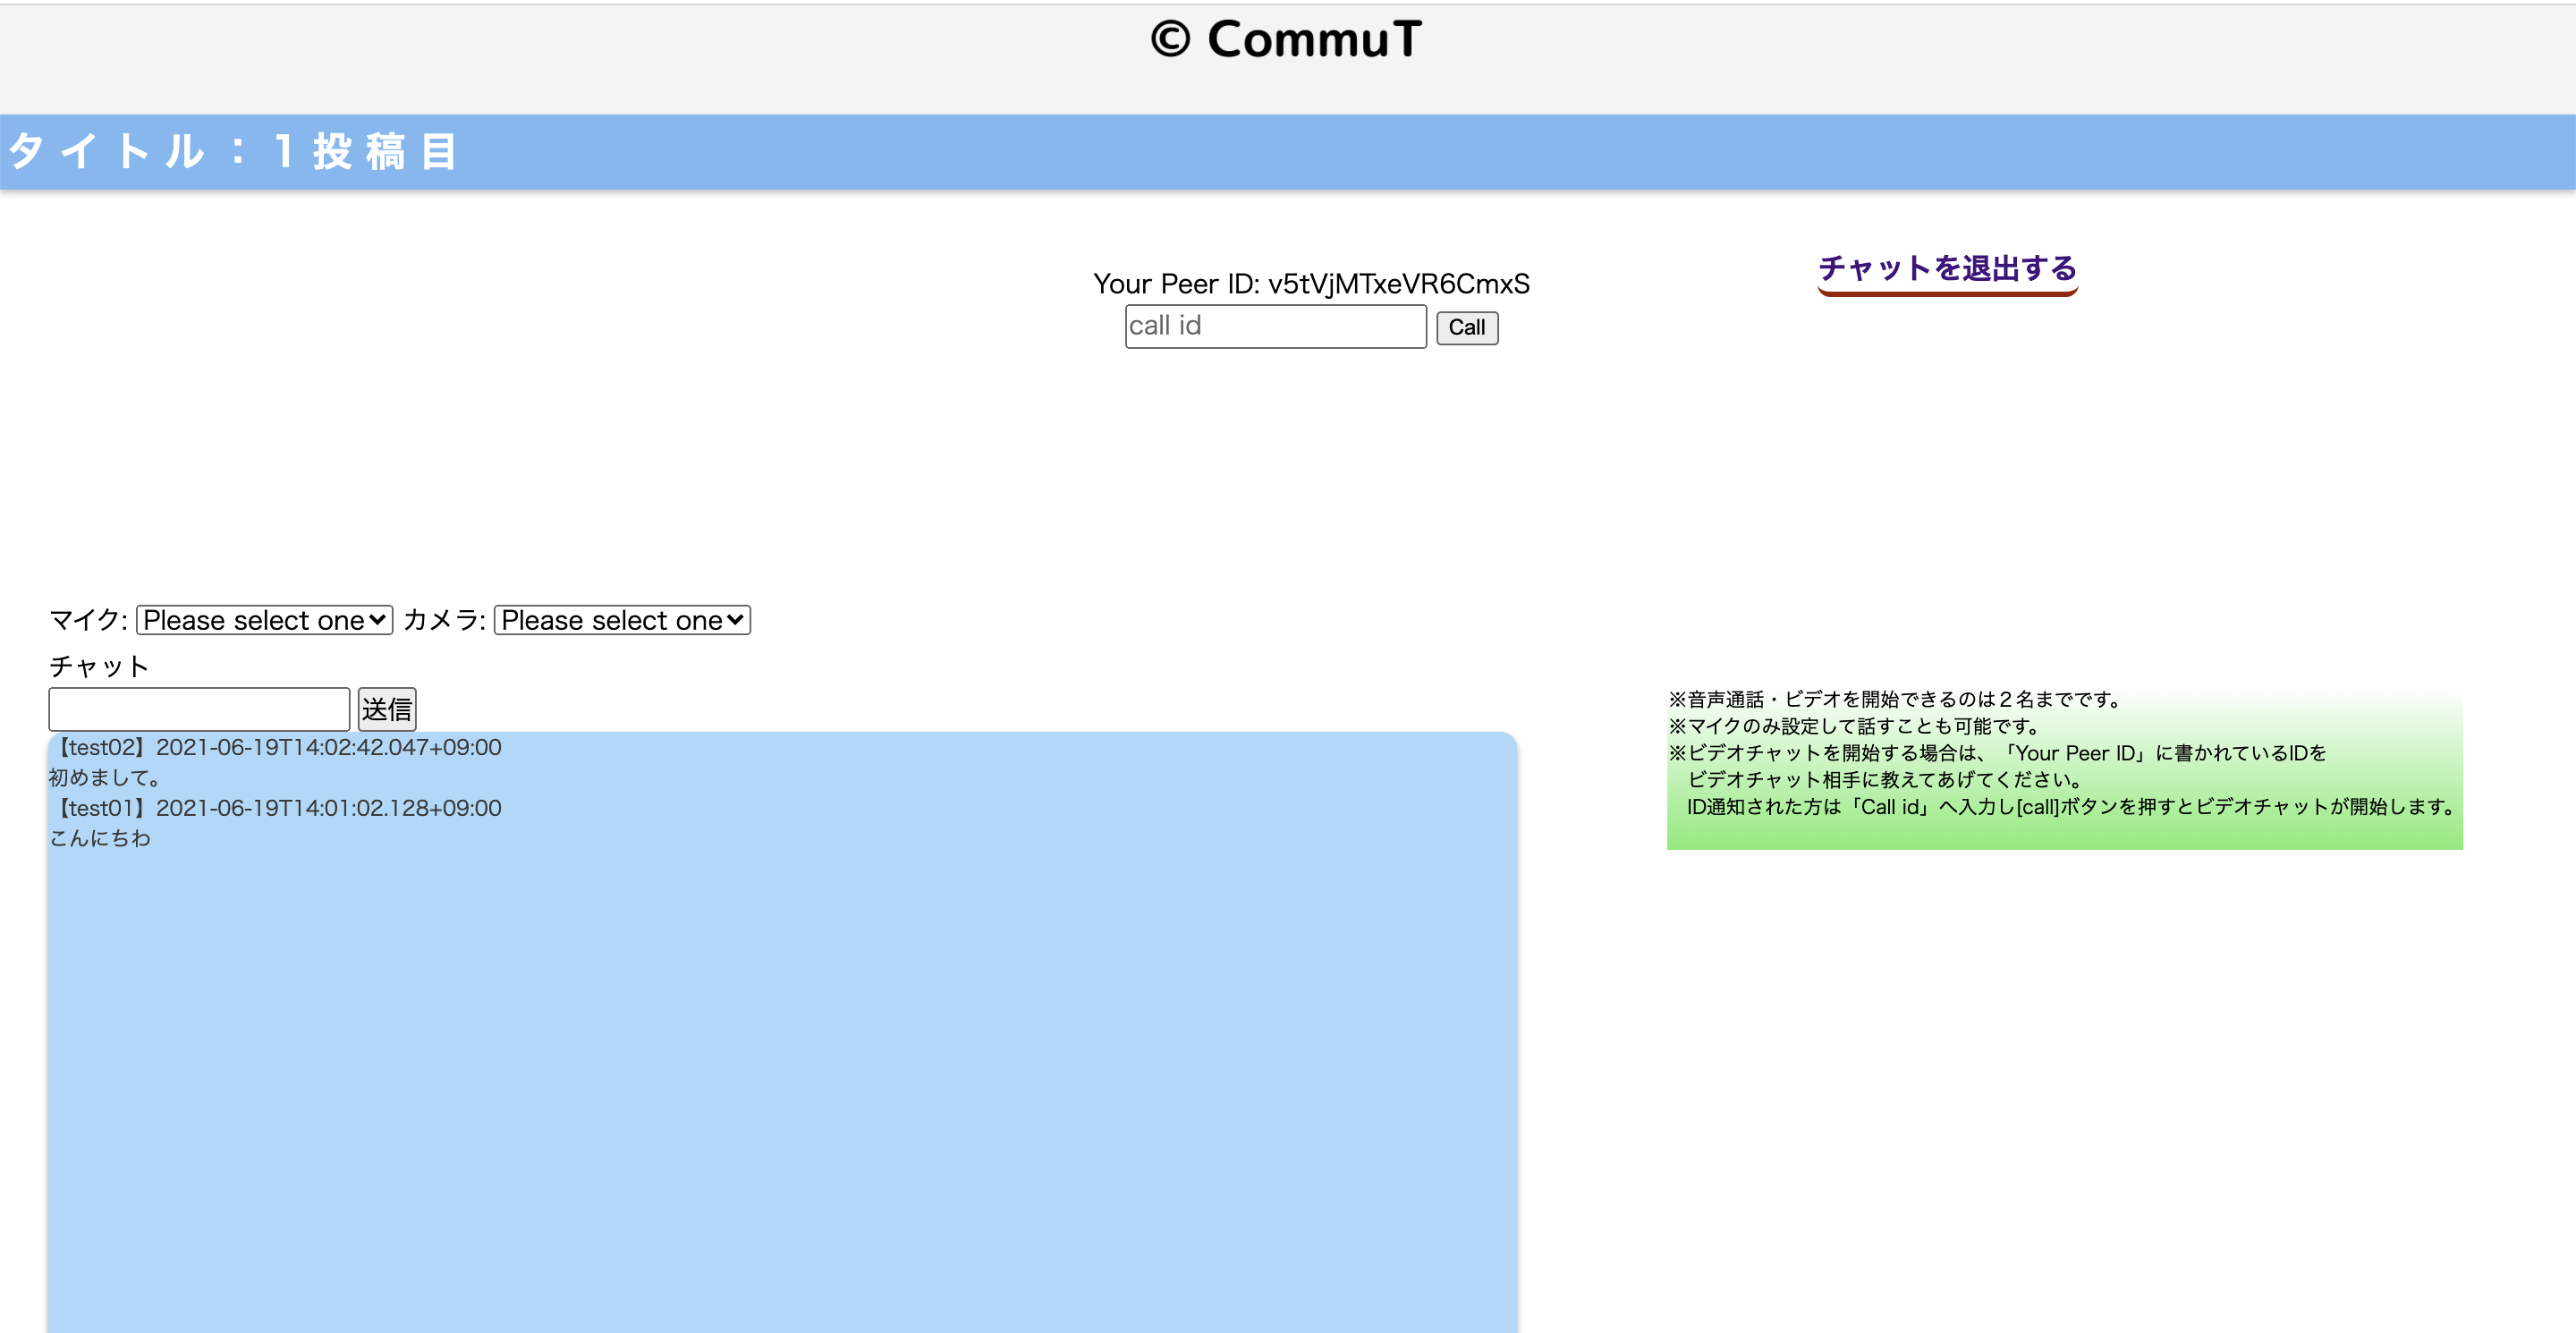 © CommuT
タイトル：1投稿目
Your Peer ID: v5tVjMTxeVR6CmxS
チャットを退出する
call id Call
マイク: Please select one カメラ: Please select one
チャット
送信
【test02】2021-06-19T14:02:42.047+09:00
初めまして。
【test01】2021-06-19T14:01:02.128+09:00
こんにちわ
※音声通話・ビデオを開始できるのは２名までです。
※マイクのみ設定して話すことも可能です。
※ビデオチャットを開始する場合は、「Your Peer ID」に書かれているIDを
ビデオチャット相手に教えてあげてください。
ID通知された方は「Call id」へ入力し[call]ボタンを押すとビデオチャットが開始します。